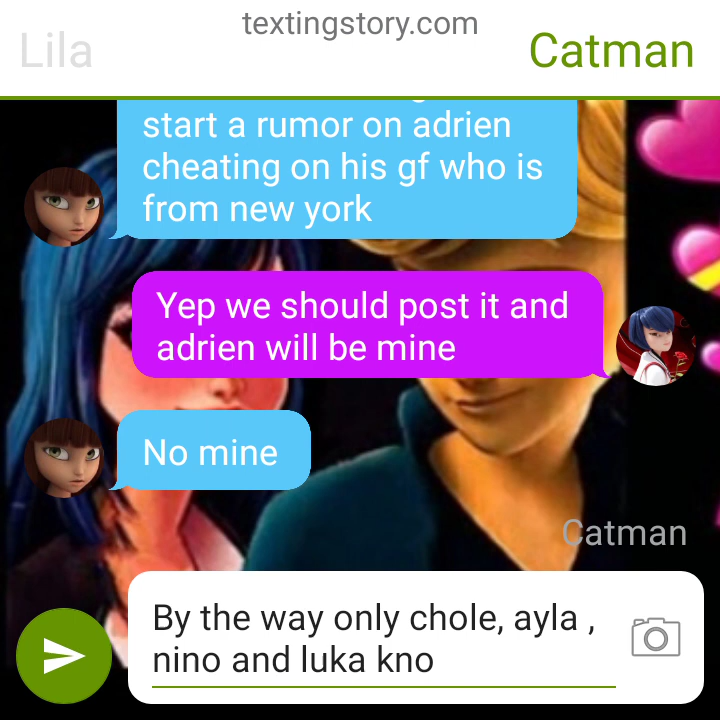 textingstory.com
Lila
Catman
start a rumor on adrien
cheating on his gf who is
from new york
Yep we should post it and
adrien will be mine
No mine
Catman
By the way only chole, ayla ,
nino and luka kno